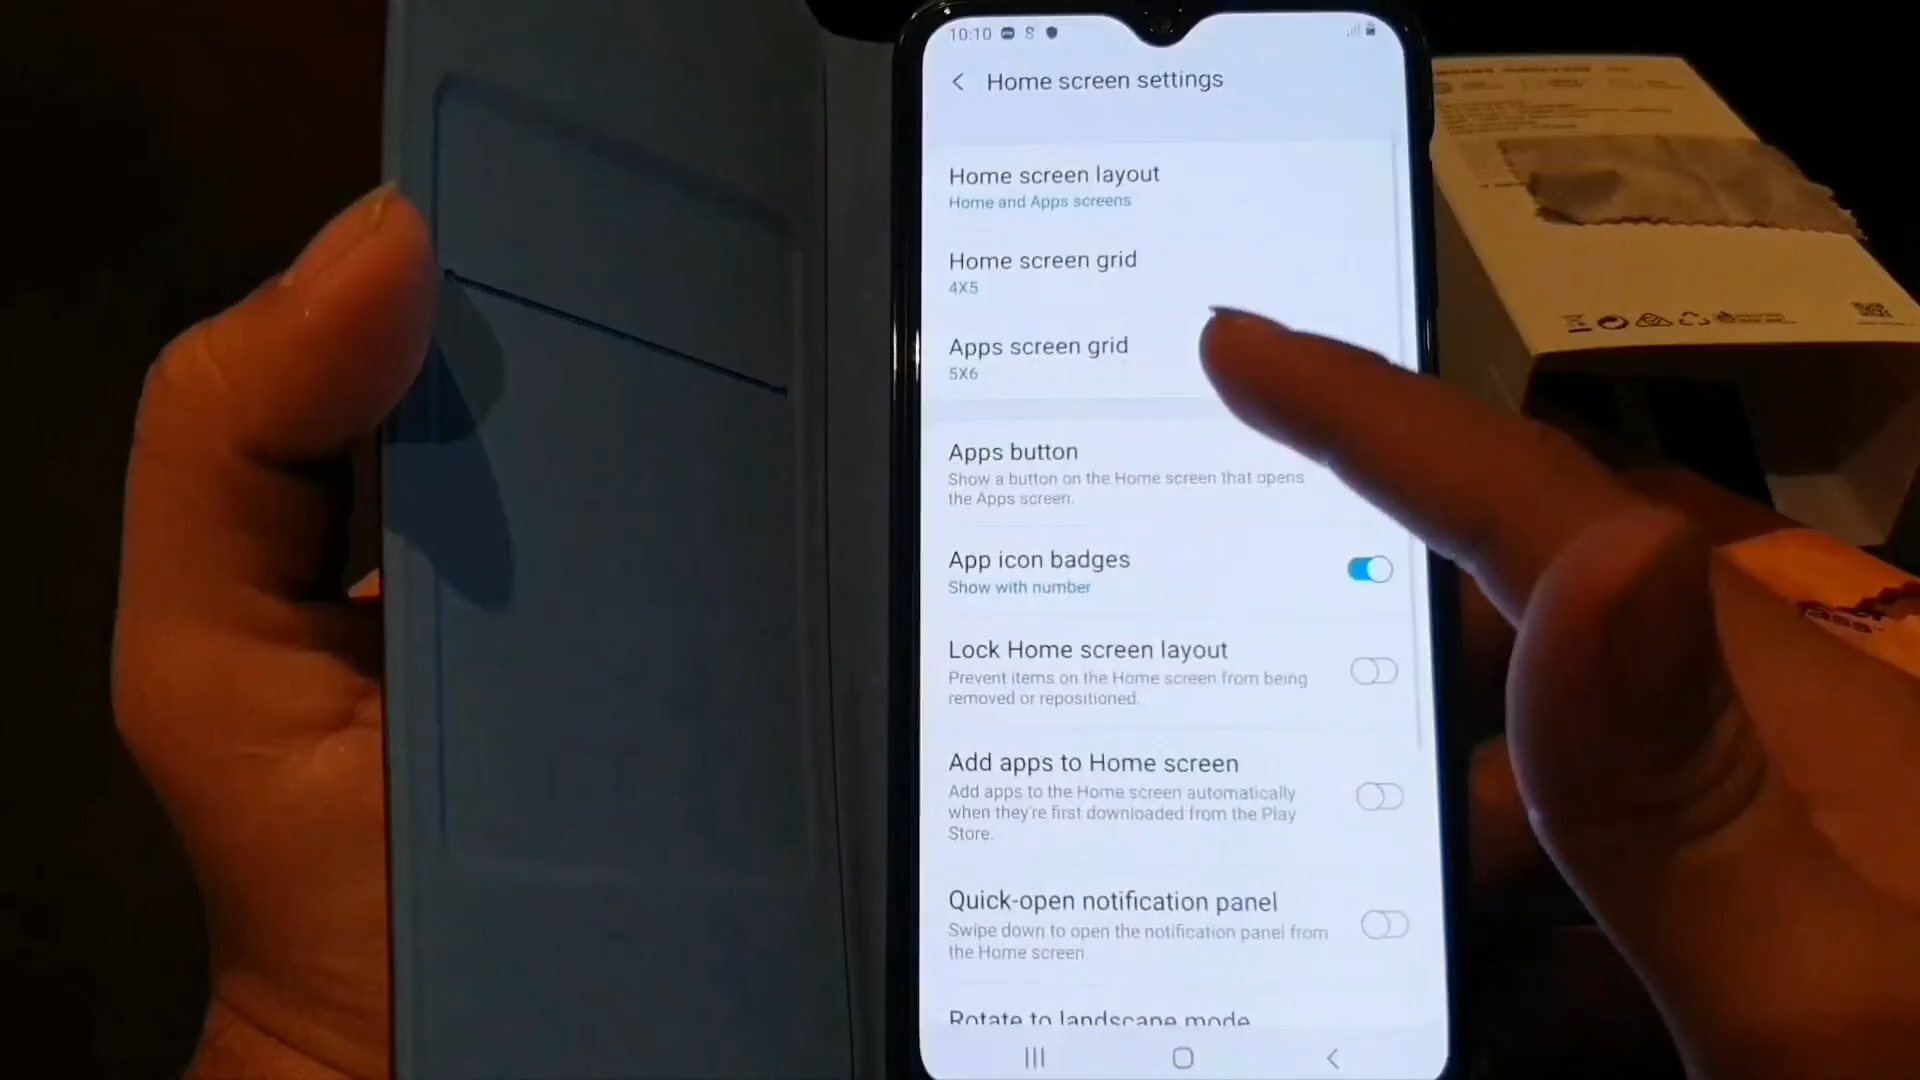 10:10
Home screen settings
Home screen layout
Home and Apps screens
Home screen grid
4X5
Apps screen grid
5X6
Apps button
Show a button on the Home screen that opens
the Apps screen.
App icon badges
Show with number
Lock Home screen layout
Prevent items on the Home screen from being
removed or repositioned.
Add apps to Home screen
Add apps to the Home screen automatically
when they're first downloaded from the Play
Store.
Quick-open notification panel
Swipe down to open the notification panel from
the Home screen.
Rotate to landscape mode